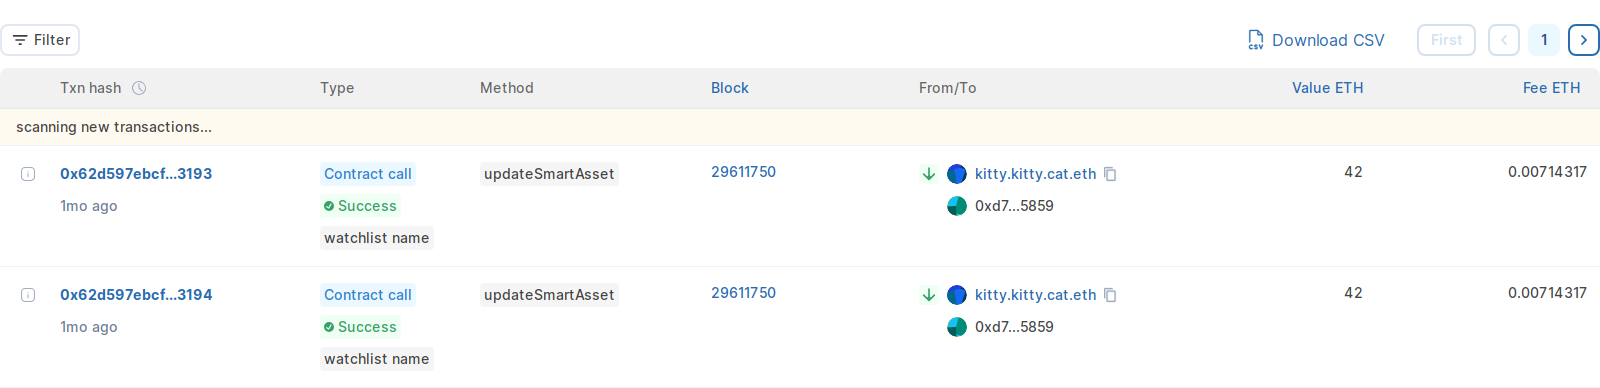 Filter
CSV Download CSV First 1
Txn hash Type Method Block From/To Value ETH Fee ETH
scanning new transactions...
0x62d597ebcf...3193 Contract call updateSmartAsset 29611750 kitty.kitty.cat.eth 42 0.00714317
1mo ago Success 0xd7...5859
watchlist name
0x62d597ebcf...3194 Contract call updateSmartAsset 29611750 kitty.kitty.cat.eth 42 0.00714317
1mo ago Success 0xd7...5859
watchlist name